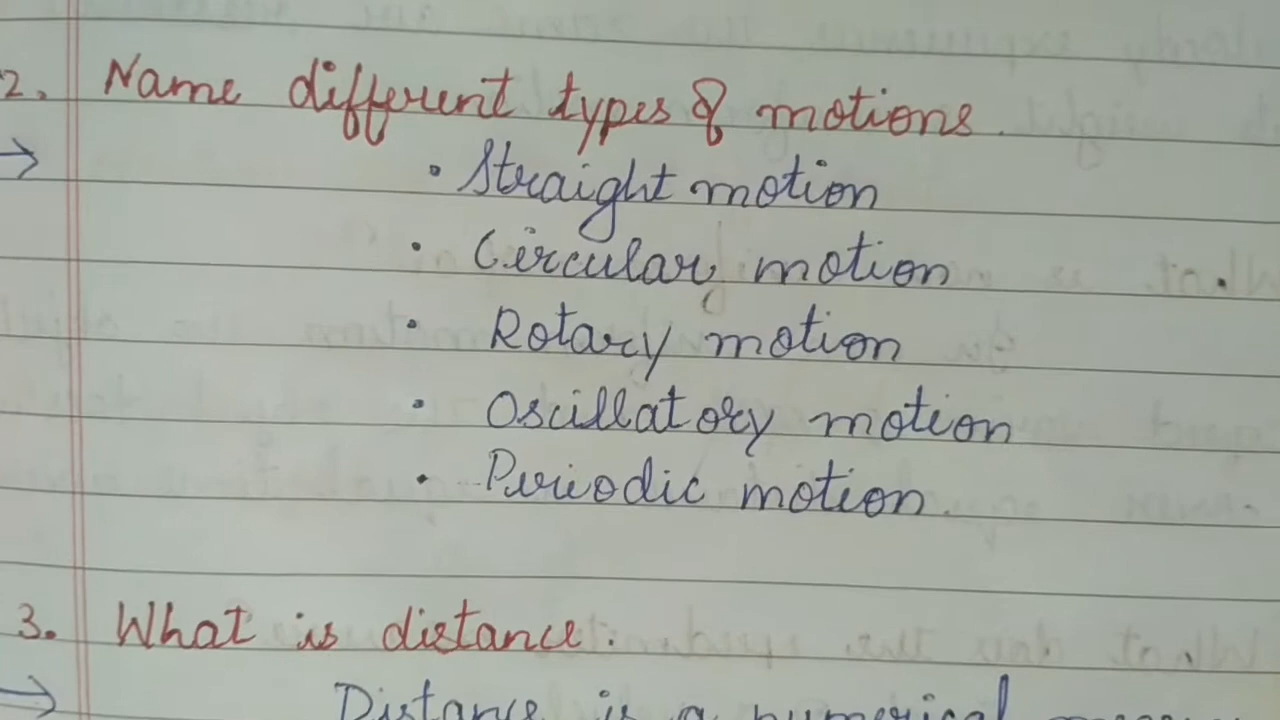 2. Name different types of motions.
→ • Straight motion
• Circular motion
• Rotary motion
• Oscillatory motion
• Periodic motion.
3. What is distance.
→ Distance is a numerical